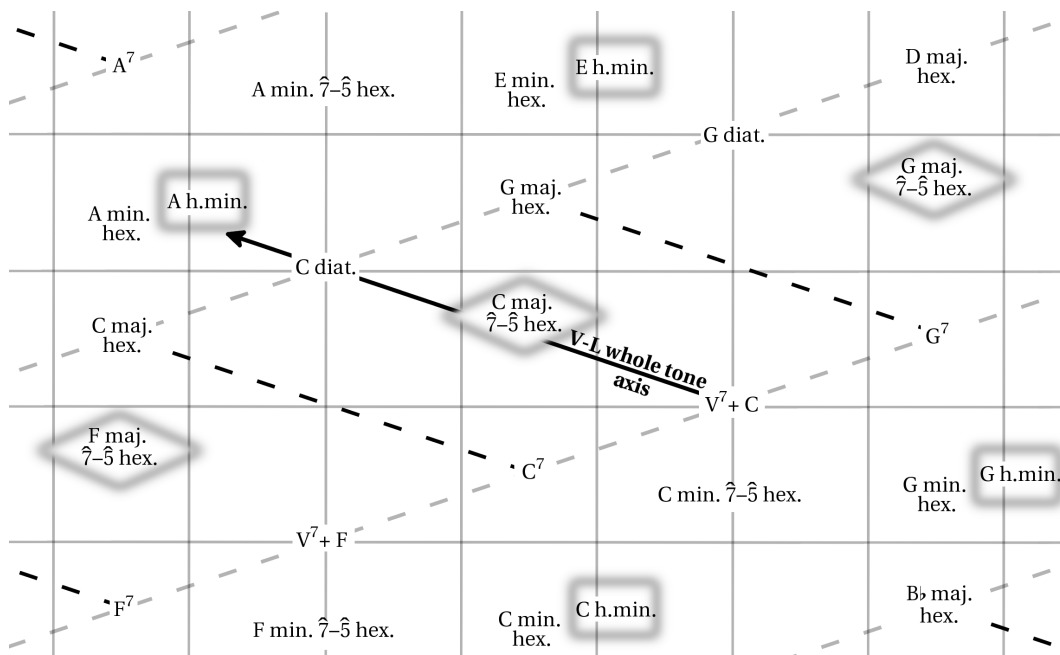 A⁷
A min. 7̂–5̂ hex.
E min.
hex.
E h.min.
D maj.
hex.
G diat.
A min.
hex.
A h.min.
G maj.
hex.
G maj.
7̂–5̂ hex.
C diat.
C maj.
hex.
C maj.
7̂–5̂ hex.
G⁷
V-L whole tone
axis
V⁷+ C
F maj.
7̂–5̂ hex.
C⁷
C min. 7̂–5̂ hex.
G min.
hex.
G h.min.
V⁷+ F
F⁷
F min. 7̂–5̂ hex.
C min.
hex.
C h.min.
B♭ maj.
hex.